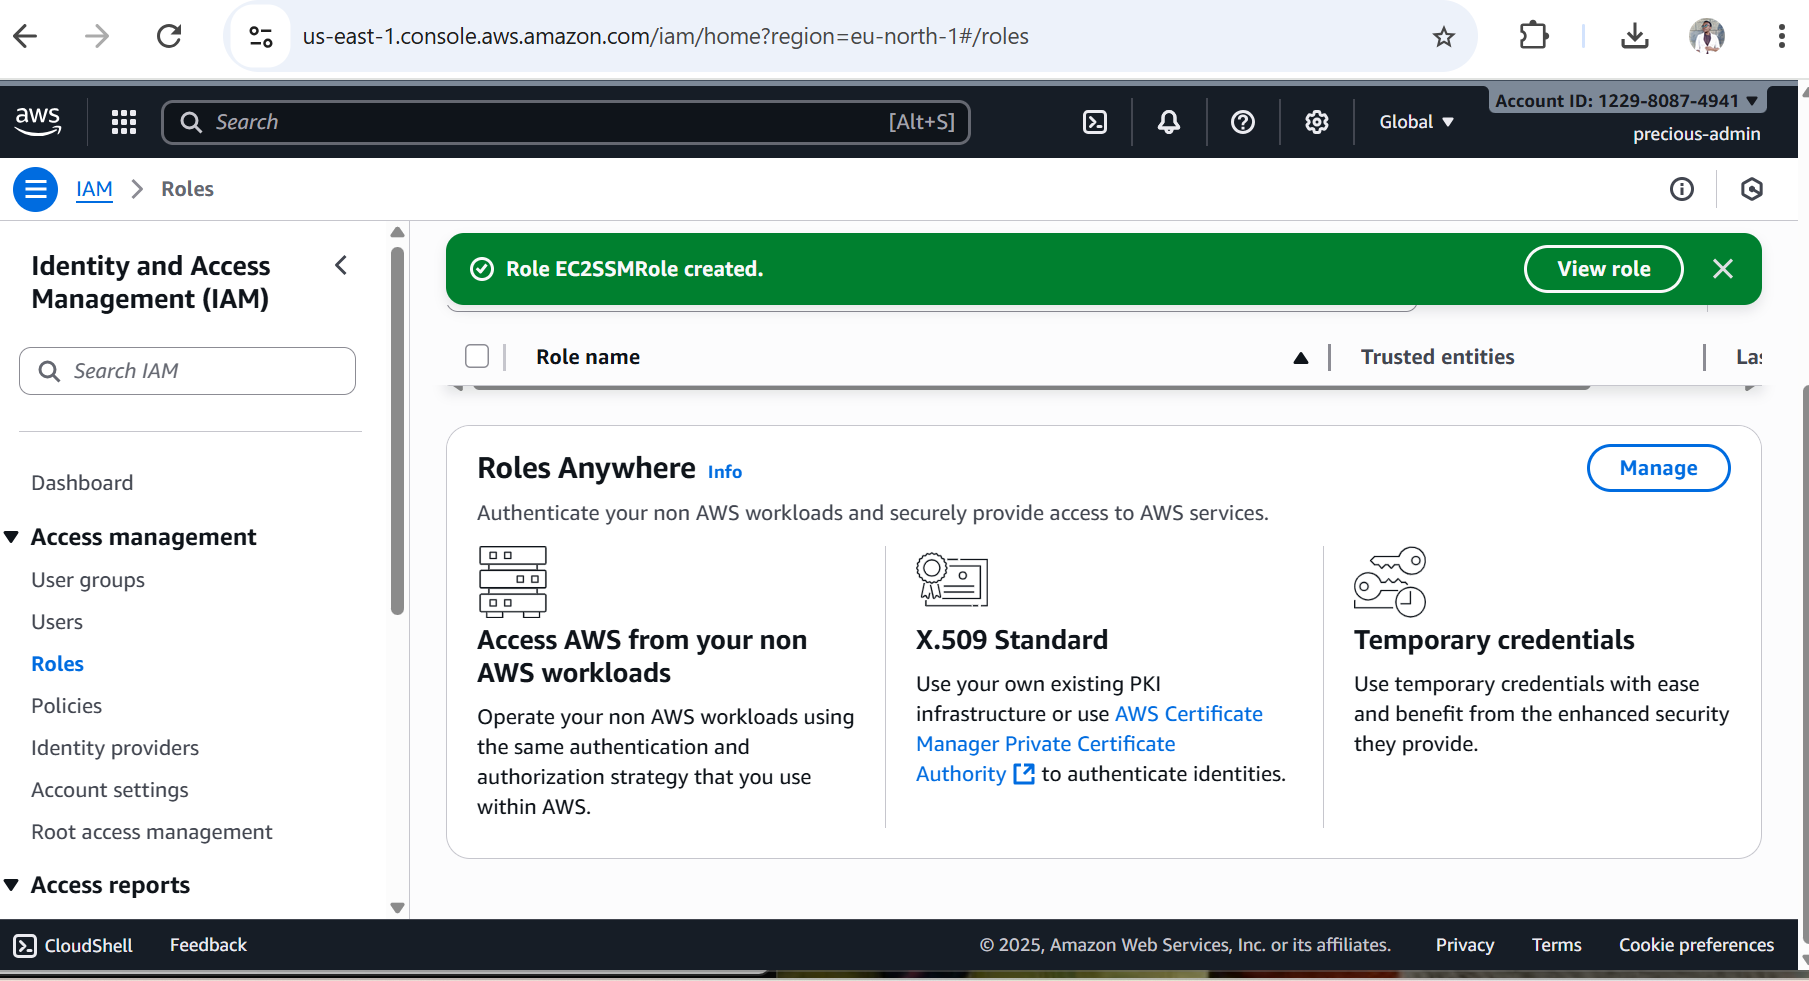 us-east-1.console.aws.amazon.com/iam/home?region=eu-north-1#/roles
aws
Search
[Alt+S]
Global
Account ID: 1229-8087-4941
precious-admin
IAM
Roles
Identity and Access
Management (IAM)
Search IAM
Dashboard
Access management
User groups
Users
Roles
Policies
Identity providers
Account settings
Root access management
Access reports
Role EC2SSMRole created.
View role
Role name
Trusted entities
Roles Anywhere Info
Manage
Authenticate your non AWS workloads and securely provide access to AWS services.
Access AWS from your non
AWS workloads
Operate your non AWS workloads using
the same authentication and
authorization strategy that you use
within AWS.
X.509 Standard
Use your own existing PKI
infrastructure or use AWS Certificate
Manager Private Certificate
Authority to authenticate identities.
Temporary credentials
Use temporary credentials with ease
and benefit from the enhanced security
they provide.
CloudShell
Feedback
© 2025, Amazon Web Services, Inc. or its affiliates.
Privacy
Terms
Cookie preferences